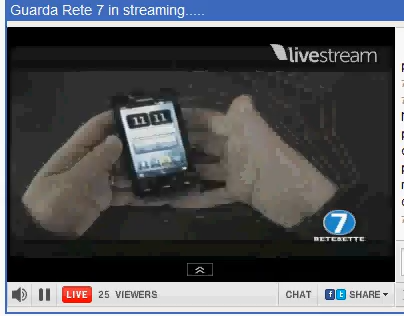 Guarda Rete 7 in streaming.....
livestream
11 11
7
RETESETTE
LIVE
25 VIEWERS
CHAT
f t SHARE